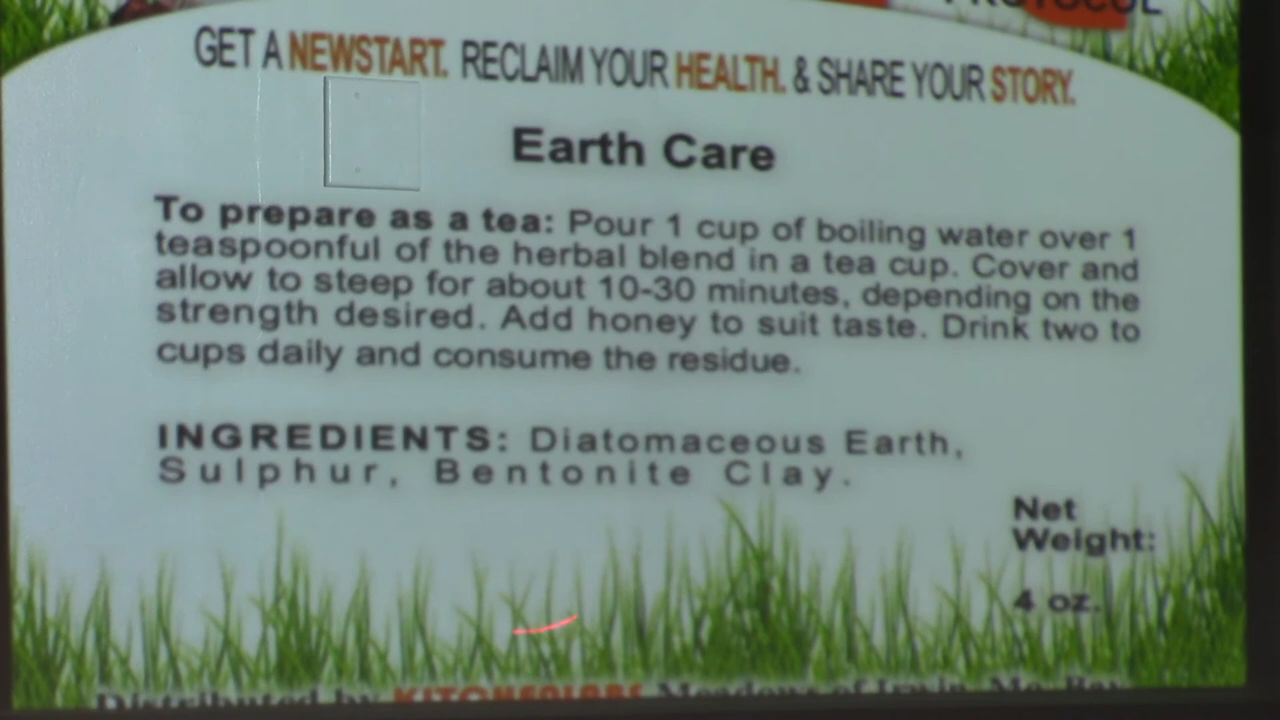 PROTOCOL
GET A NEWSTART. RECLAIM YOUR HEALTH. & SHARE YOUR STORY.
Earth Care
To prepare as a tea: Pour 1 cup of boiling water over 1
teaspoonful of the herbal blend in a tea cup. Cover and
allow to steep for about 10-30 minutes, depending on the
strength desired. Add honey to suit taste. Drink two to
cups daily and consume the residue.
INGREDIENTS: Diatomaceous Earth,
Sulphur, Bentonite Clay.
Net
Weight:
4 oz.
Distributed by